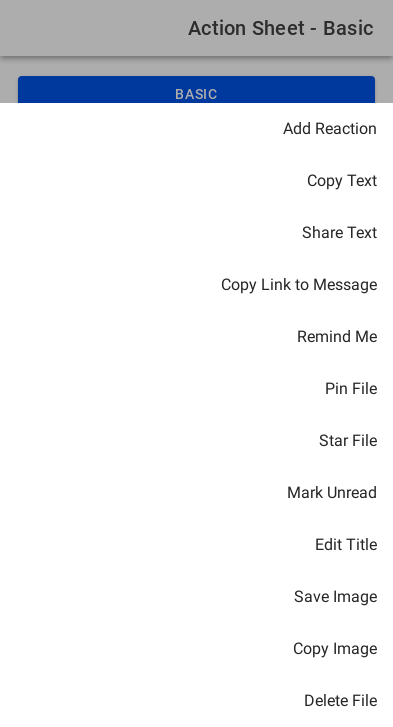 Action Sheet - Basic
BASIC
Add Reaction
Copy Text
Share Text
Copy Link to Message
Remind Me
Pin File
Star File
Mark Unread
Edit Title
Save Image
Copy Image
Delete File